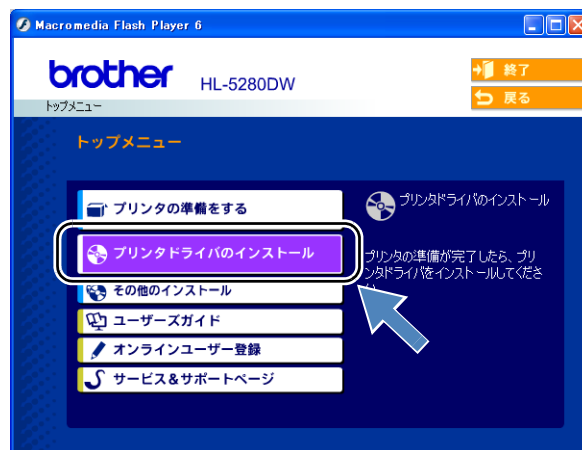 Macromedia Flash Player 6
brother HL-5280DW
終了
戻る
トップメニュー
トップメニュー
プリンタの準備をする
プリンタドライバのインストール
その他のインストール
ユーザーズガイド
オンラインユーザー登録
サービス&サポートページ
プリンタドライバのインストール
プリンタの準備が完了したら、プリ
ンタドライバをインストールしてくださ
い。